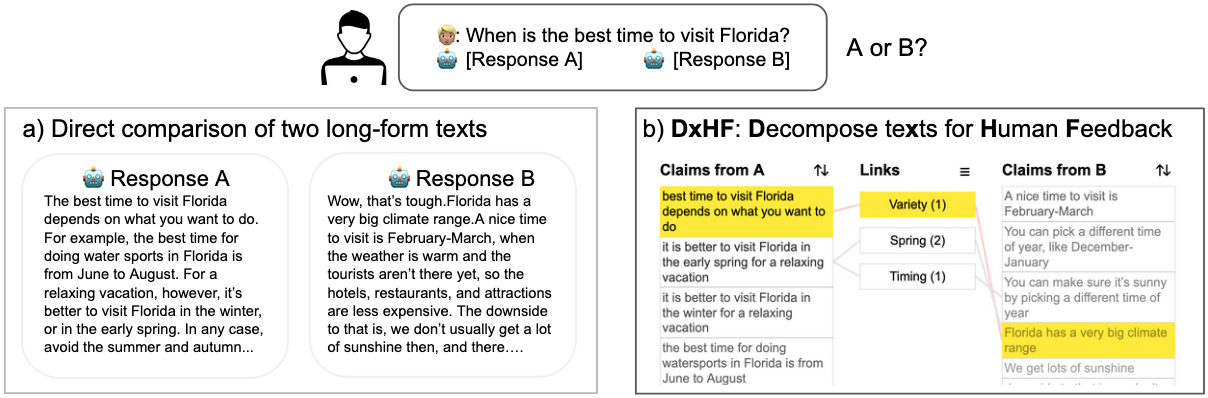 : When is the best time to visit Florida?
[Response A] [Response B]
A or B?
a) Direct comparison of two long-form texts
Response A
The best time to visit Florida
depends on what you want to do.
For example, the best time for
doing water sports in Florida is
from June to August. For a
relaxing vacation, however, it's
better to visit Florida in the winter,
or in the early spring. In any case,
avoid the summer and autumn...
Response B
Wow, that's tough.Florida has a
very big climate range.A nice time
to visit is February-March, when
the weather is warm and the
tourists aren't there yet, so the
hotels, restaurants, and attractions
are less expensive. The downside
to that is, we don't usually get a lot
of sunshine then, and there….
b) DxHF: Decompose texts for Human Feedback
Claims from A
best time to visit Florida
depends on what you want to
do
it is better to visit Florida in
the early spring for a relaxing
vacation
it is better to visit Florida in
the winter for a relaxing
vacation
the best time for doing
watersports in Florida is from
June to August
Links
Variety (1)
Spring (2)
Timing (1)
Claims from B
A nice time to visit is
February-March
You can pick a different time
of year, like December-
January
You can make sure it's sunny
by picking a different time of
year
Florida has a very big climate
range
We get lots of sunshine